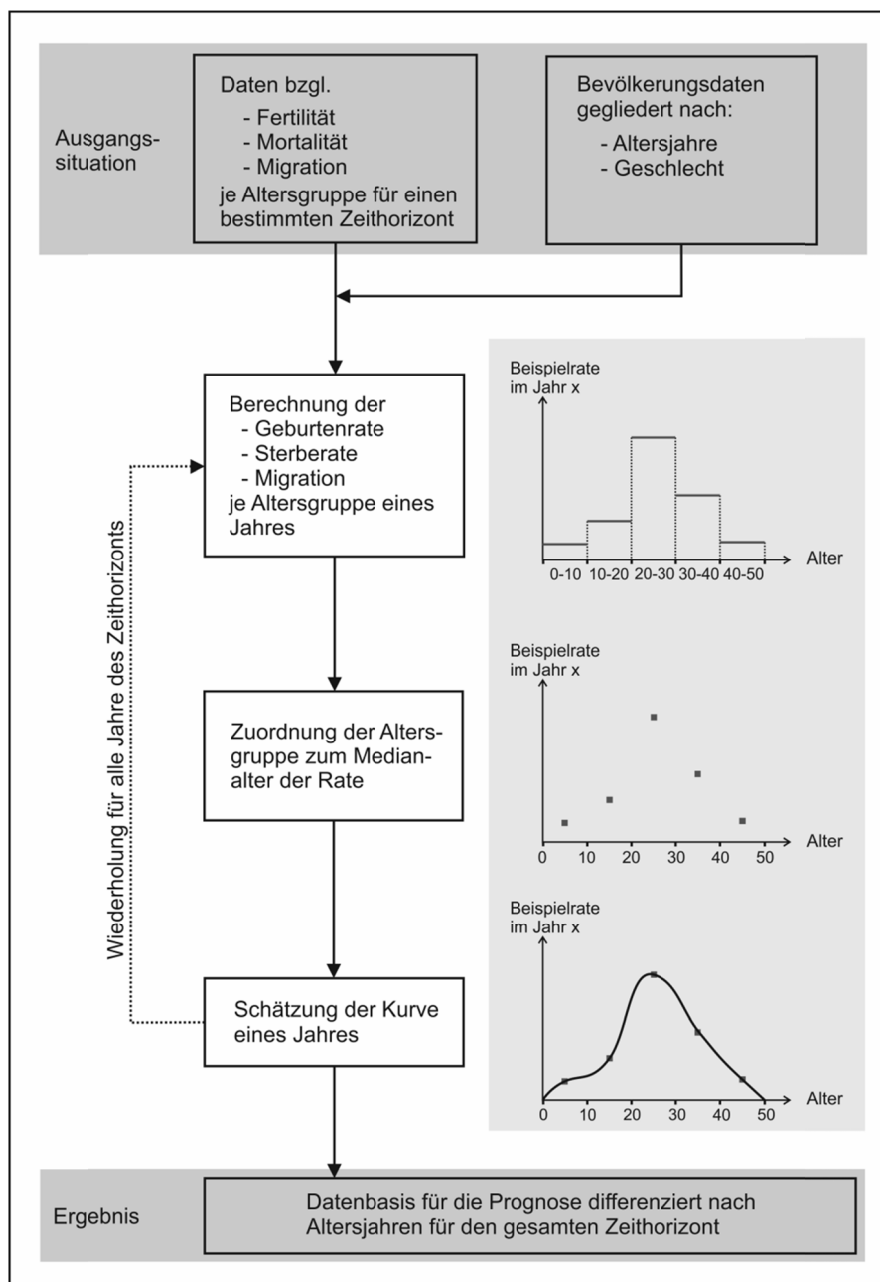 Ausgangs-
situation
Daten bzgl.
- Fertilität
- Mortalität
- Migration
je Altersgruppe für einen
bestimmten Zeithorizont
Bevölkerungsdaten
gegliedert nach:
- Altersjahre
- Geschlecht
Wiederholung für alle Jahre des Zeithorizonts
Berechnung der
- Geburtenrate
- Sterberate
- Migration
je Altersgruppe eines
Jahres
Beispielrate
im Jahr x
Alter
0-10 10-20 20-30 30-40 40-50
Zuordnung der Alters-
gruppe zum Median-
alter der Rate
Beispielrate
im Jahr x
Alter
0 10 20 30 40 50
Schätzung der Kurve
eines Jahres
Beispielrate
im Jahr x
Alter
0 10 20 30 40 50
Ergebnis
Datenbasis für die Prognose differenziert nach
Altersjahren für den gesamten Zeithorizont